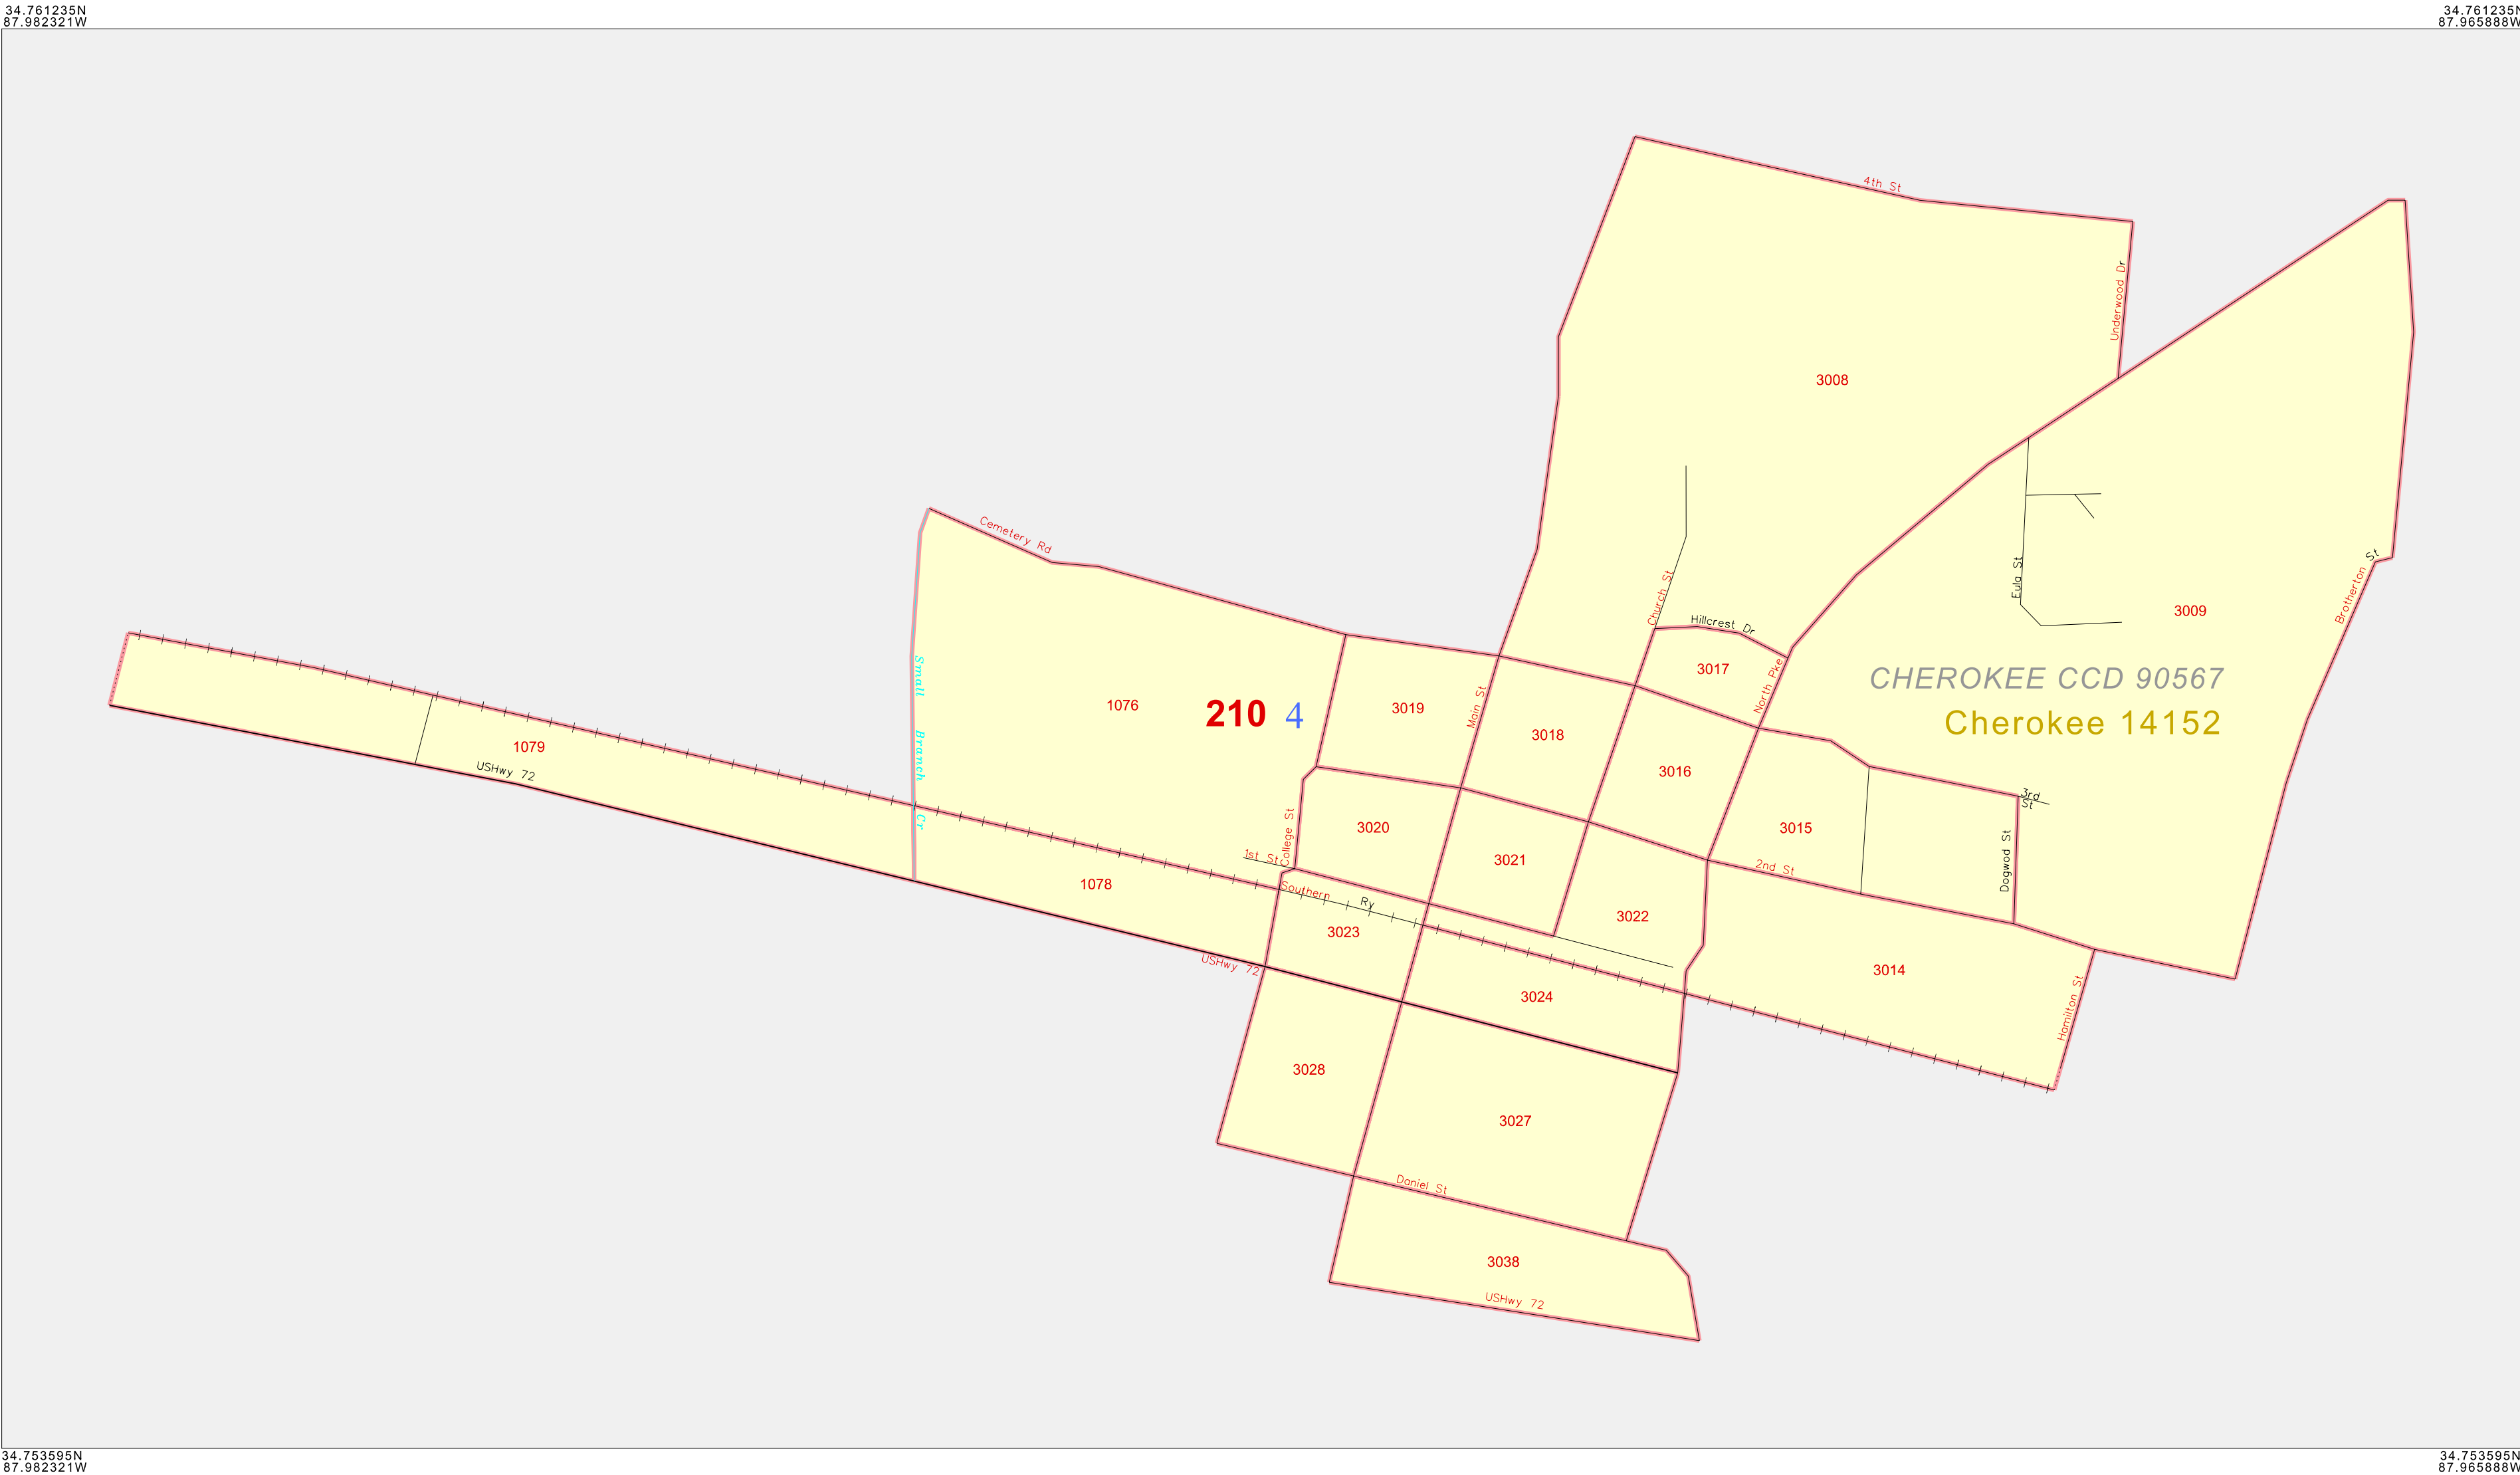 34.761235N
87.982321W
34.761235N
87.965888W
4th St
Underwood Dr
3008
Cemetery Rd
Church St
Hillcrest Dr
Eula St
Brotherton St
3009
Small Branch Cr
1076
210 4
3019
Main St
3018
3017
North Pke
CHEROKEE CCD 90567
Cherokee 14152
1079
USHwy 72
3016
3rd St
3020
College St
3021
3015
2nd St
Dogwod St
1st St
1078
Southern Ry
3022
3023
USHwy 72
3024
3014
Hamilton St
3028
3027
Daniel St
3038
USHwy 72
34.753595N
87.982321W
34.753595N
87.965888W